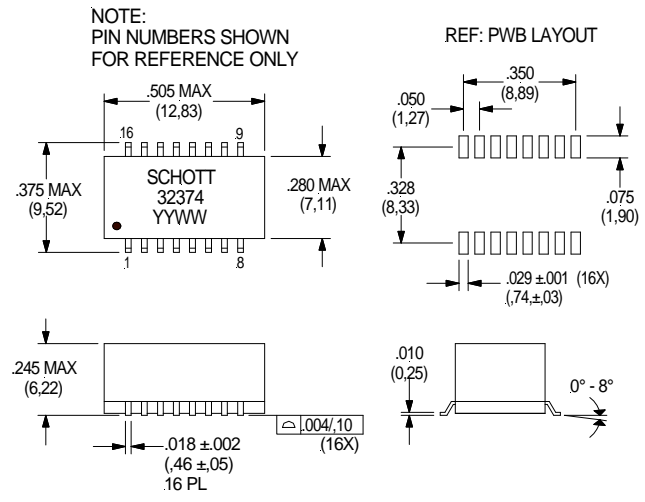 NOTE:
PIN NUMBERS SHOWN
FOR REFERENCE ONLY
REF: PWB LAYOUT
.505 MAX
(12,83)
16
9
.375 MAX
(9,52)
SCHOTT
32374
YYWW
.280 MAX
(7,11)
1
8
.350
(8,89)
.050
(1,27)
.328
(8,33)
.075
(1,90)
.029 ±.001 (16X)
(,74,±,03)
.245 MAX
(6,22)
.018 ±.002
(,46 ±,05)
16 PL
.004/,10
(16X)
.010
(0,25)
0° - 8°